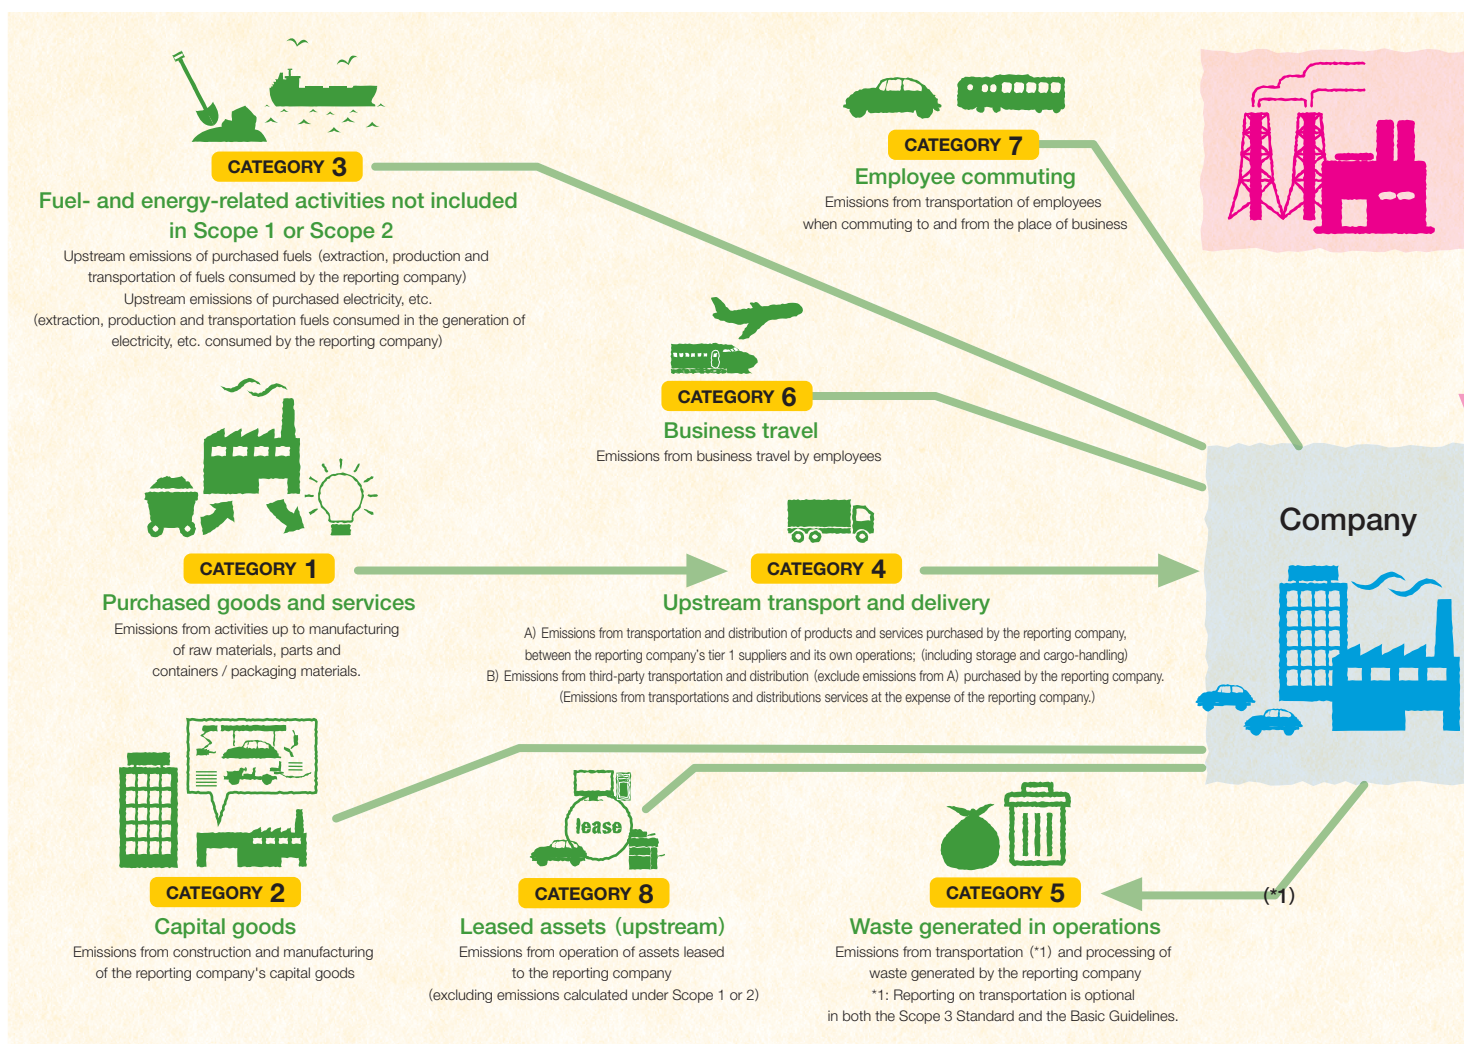 CATEGORY 3
Fuel- and energy-related activities not included
in Scope 1 or Scope 2
Upstream emissions of purchased fuels (extraction, production and
transportation of fuels consumed by the reporting company)
Upstream emissions of purchased electricity, etc.
(extraction, production and transportation fuels consumed in the generation of
electricity, etc. consumed by the reporting company)
CATEGORY 7
Employee commuting
Emissions from transportation of employees
when commuting to and from the place of business
CATEGORY 6
Business travel
Emissions from business travel by employees
CATEGORY 1
Purchased goods and services
Emissions from activities up to manufacturing
of raw materials, parts and
containers / packaging materials.
CATEGORY 4
Upstream transport and delivery
A) Emissions from transportation and distribution of products and services purchased by the reporting company,
between the reporting company's tier 1 suppliers and its own operations; (including storage and cargo-handling)
B) Emissions from third-party transportation and distribution (exclude emissions from A) purchased by the reporting company.
(Emissions from transportations and distributions services at the expense of the reporting company.)
Company
CATEGORY 2
Capital goods
Emissions from construction and manufacturing
of the reporting company's capital goods
lease
CATEGORY 8
Leased assets (upstream)
Emissions from operation of assets leased
to the reporting company
(excluding emissions calculated under Scope 1 or 2)
CATEGORY 5
(*1)
Waste generated in operations
Emissions from transportation (*1) and processing of
waste generated by the reporting company
*1: Reporting on transportation is optional
in both the Scope 3 Standard and the Basic Guidelines.